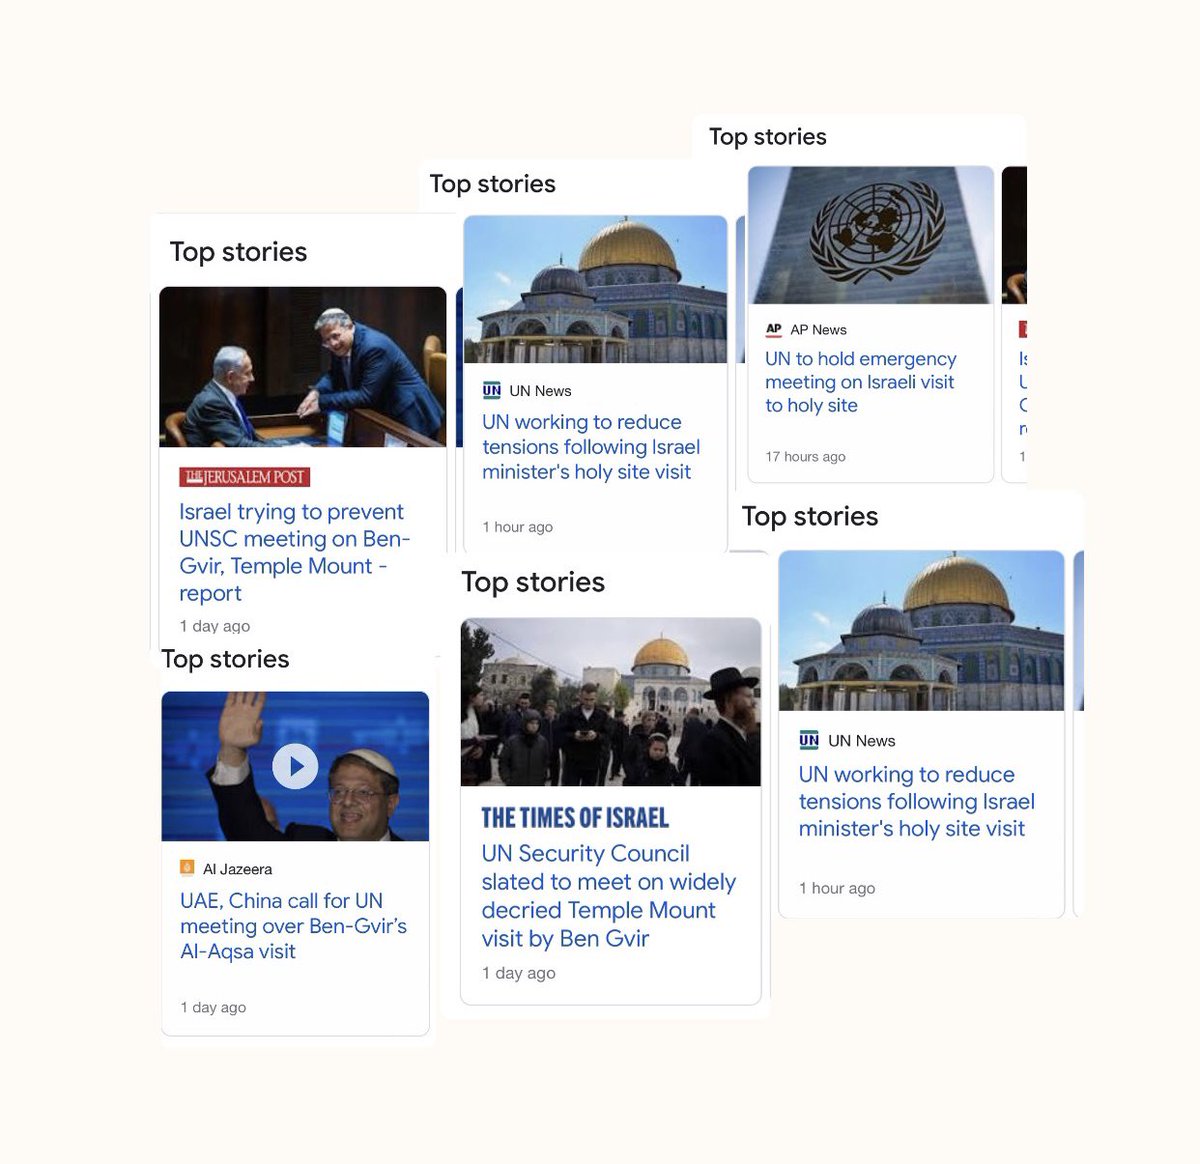 Top stories
THE JERUSALEM POST
Israel trying to prevent
UNSC meeting on Ben-
Gvir, Temple Mount -
report
1 day ago
Top stories
UN
UN News
UN working to reduce
tensions following Israel
minister's holy site visit
1 hour ago
Top stories
AP
AP News
UN to hold emergency
meeting on Israeli visit
to holy site
17 hours ago
Top stories
Al Jazeera
UAE, China call for UN
meeting over Ben-Gvir’s
Al-Aqsa visit
1 day ago
Top stories
THE TIMES OF ISRAEL
UN Security Council
slated to meet on widely
decried Temple Mount
visit by Ben Gvir
1 day ago
Top stories
UN
UN News
UN working to reduce
tensions following Israel
minister's holy site visit
1 hour ago